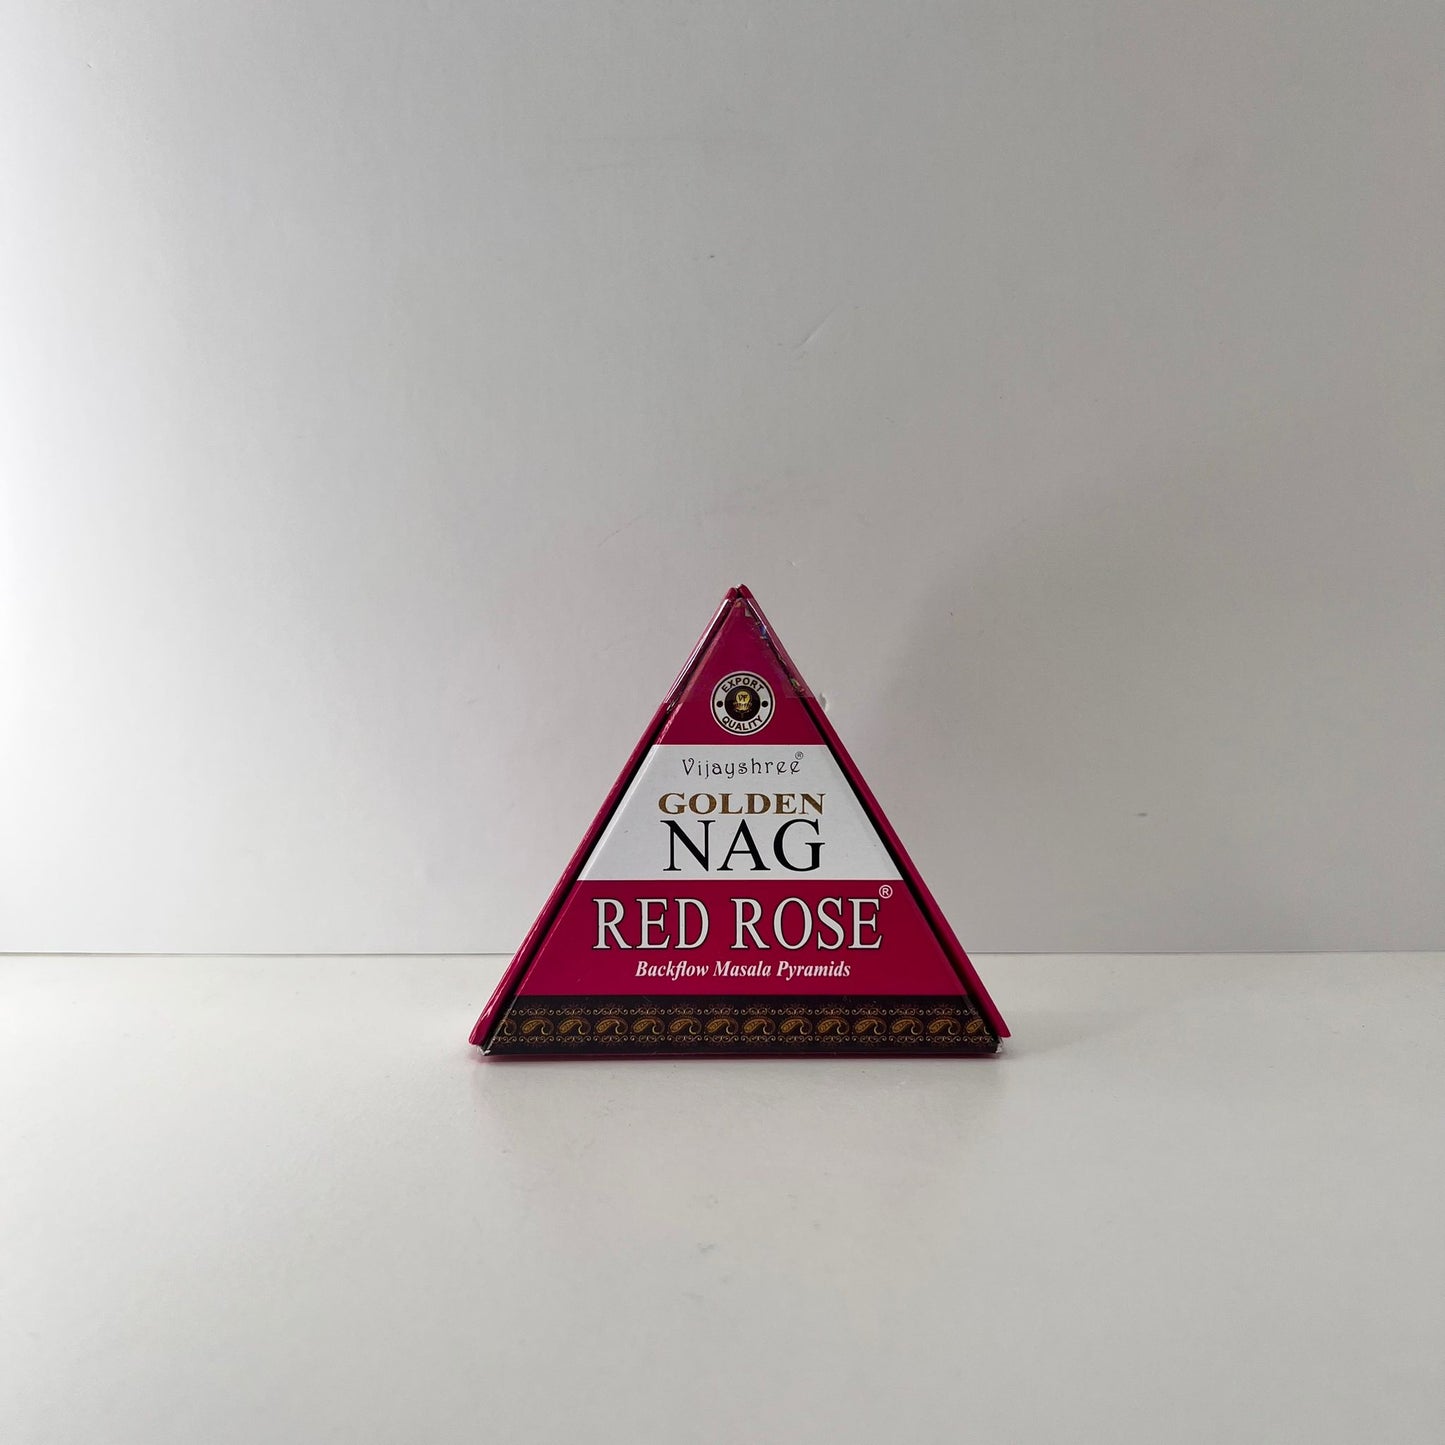 EXPORT
QUALITY
Vijayshree®
GOLDEN
NAG
RED ROSE®
Backflow Masala Pyramids